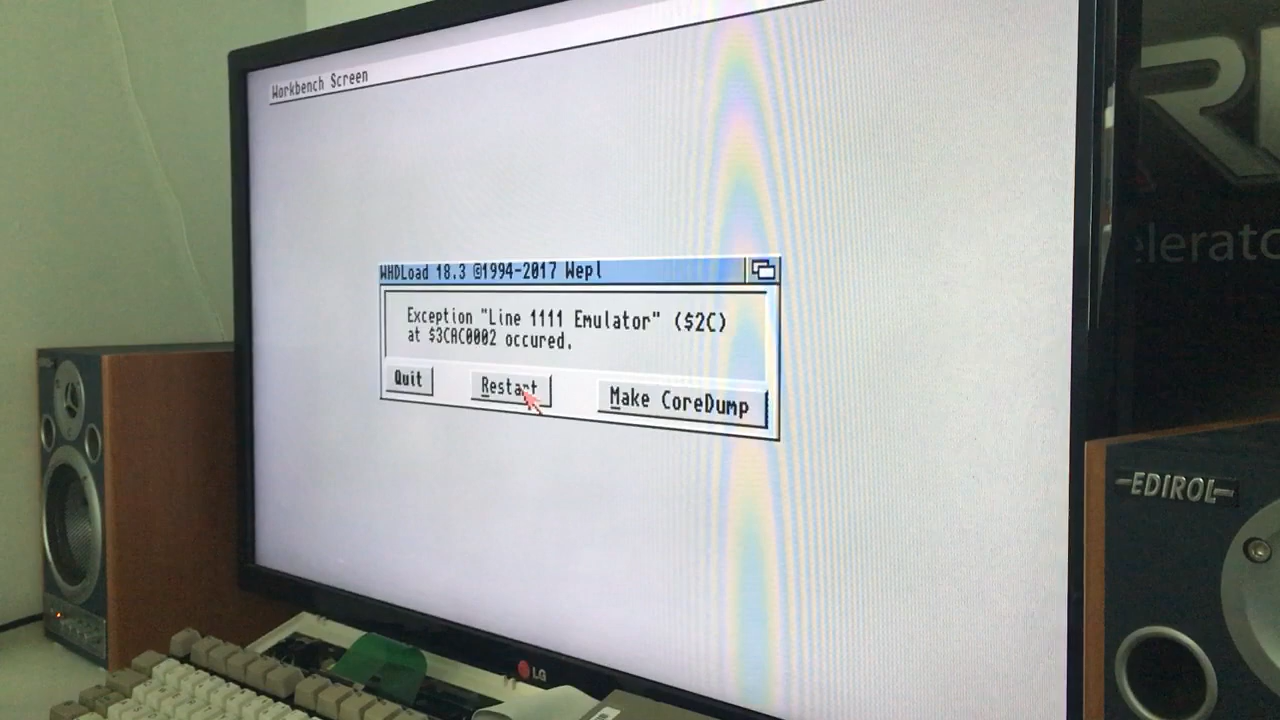 Workbench Screen
WHDLoad 18.3 ©1994-2017 Wepl
Exception "Line 1111 Emulator" ($2C)
at $3CAC0002 occured.
Quit
Restart
Make CoreDump
EDIROL
LG